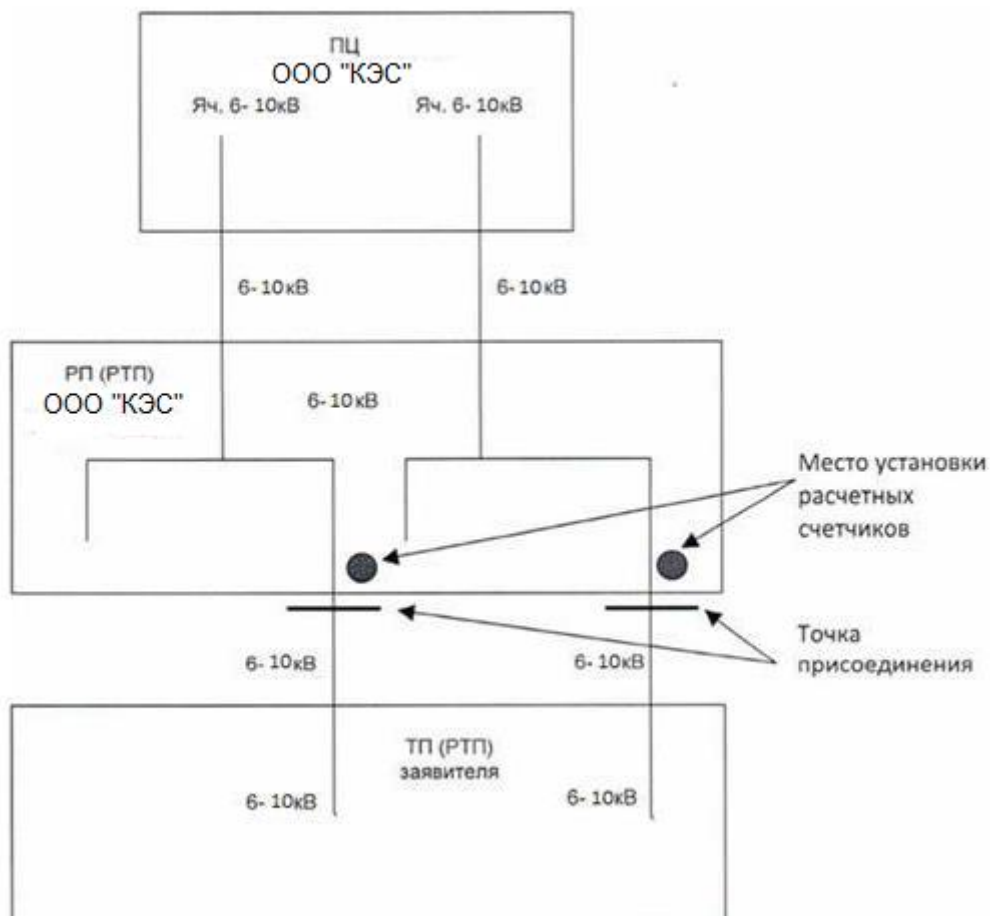 ПЦ
ООО "КЭС"
Яч. 6- 10кВ Яч. 6- 10кВ
6- 10кВ 6- 10кВ
РП (РТП)
ООО "КЭС"
6- 10кВ
Место установки
расчетных
счетчиков
Точка
присоединения
6- 10кВ 6- 10кВ
ТП (РТП)
заявителя
6- 10кВ 6- 10кВ